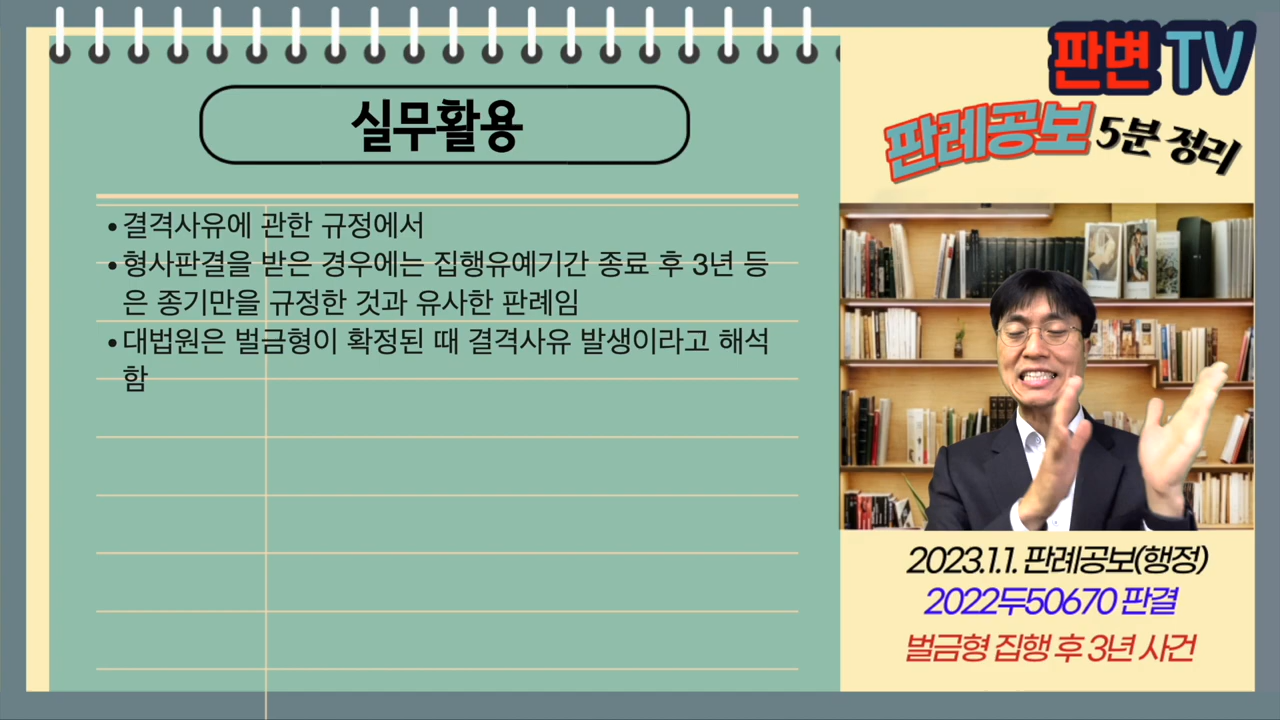 실무활용
•결격사유에 관한 규정에서
•형사판결을 받은 경우에는 집행유예기간 종료 후 3년 등
은 종기만을 규정한 것과 유사한 판례임
•대법원은 벌금형이 확정된 때 결격사유 발생이라고 해석
함
판변 TV
판례공보 5분 정리
2023.1.1. 판례공보(행정)
2022두50670 판결
벌금형 집행 후 3년 사건